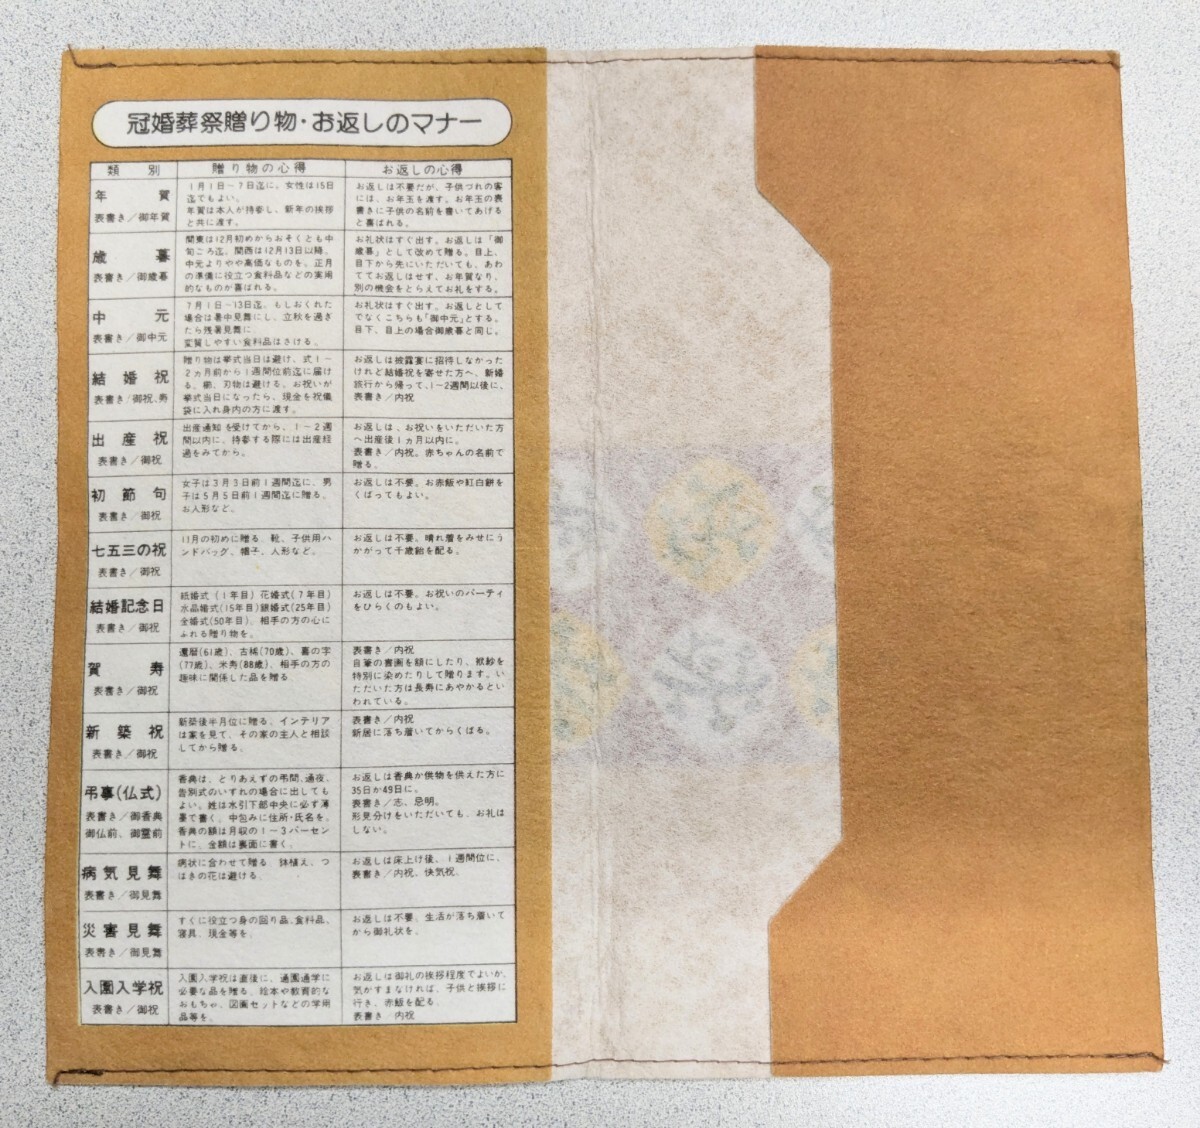 冠婚葬祭贈り物・お返しのマナー
類別
贈り物の心得
お返しの心得
年賀
表書き／御年賀
1月1日－7日迄に。女性は15日
迄でもよい。
年賀は本人が持参し、新年の挨拶
と共に渡す。
お返しは不要だが、子供づれの客
には、お年玉を渡す。お年玉の表
書きに子供の名前を書いてあげる
と喜ばれる。
歳暮
表書き／御歳暮
関東は12月初めからおそくとも中
旬ころ迄、関西は12月13日以降。
中元よりやや高価なものを。正月
の準備に役立つ食料品などの実用
的なものが喜ばれる。
お礼状はすぐ出す。お返しは「御
歳暮」として改めて贈る。目上、
目下から先にいただいても、あわ
ててお返しはせず、お年賀なり、
別の機会をとらえてお礼をする。
中元
表書き／御中元
7月1日－13日迄、もしおくれた
場合は暑中見舞にし、立秋を過ぎ
たら残暑見舞に
変質しやすい食料品はさける。
お礼状はすぐ出す。お返しとして
でなくこちらも「御中元」とする。
目下、目上の場合御歳暮と同じ。
結婚祝
表書き／御祝、寿
贈り物は挙式当日は避け、式1－
2ヵ月前から1週間位前迄に届け
る。櫛、刃物は避ける。お祝いが
挙式当日になったら、現金を祝儀
袋に入れ身内の方に渡す。
お返しは披露宴に招待しなかった
けれど結婚祝を寄せた方へ、新婚
旅行から帰って、1－2週間以後に。
表書き／内祝
出産祝
表書き／御祝
出産通知を受けてから、1－2週
間以内に、持参する際には出産経
過をみてから。
お返しは、お祝いをいただいた方
へ出産後1ヵ月以内に。
表書き／内祝。赤ちゃんの名前で
贈る。
初節句
表書き／御祝
女子は3月3日前1週間迄に、男
子は5月5日前1週間迄に贈る。
お人形など。
お返しは不要。お赤飯や紅白餅を
くばってもよい。
七五三の祝
表書き／御祝
11月の初めに贈る。靴、子供用ハ
ンドバッグ、帽子、人形など。
お返しは不要。晴れ着をみせにう
かがって千歳飴を配る。
結婚記念日
表書き／御祝
紙婚式(1年目)花婚式(7年目)
水晶婚式(15年目)銀婚式(25年目)
金婚式(50年目)、相手の方の心に
ふれる贈り物を。
お返しは不要。お祝いのパーティ
をひらくのもよい。
賀寿
表書き／御祝
還暦(61歳)、古稀(70歳)、喜の字
(77歳)、米寿(88歳)、相手の方の
趣味に関係した品を贈る
表書き／内祝
自筆の書画を額にしたり、袱紗を
特別に染めたりして贈ります。い
ただいた方は長寿にあやかるとい
われている。
新築祝
表書き／御祝
新築後半月位に贈る。インテリア
は家を見て、その家の主人と相談
してから贈る。
表書き／内祝
新居に落ち着いてからくばる。
弔事(仏式)
表書き／御香典
御仏前、御霊前
香典は、とりあえずの弔問、通夜、
告別式のいずれの場合に出しても
よい。姓は水引下部中央に必ず薄
墨で書く。中包みに住所・氏名を。
香典の額は月収の1－3パーセン
トに、金額は裏面に書く。
お返しは香典か供物を供えた方に
35日か49日に。
表書き／志、忌明。
形見分けをいただいても、お礼は
しない。
病気見舞
表書き／御見舞
病状に合わせて贈る 鉢植え、つ
ばきの花は避ける。
お返しは床上げ後、1週間位に、
表書き／内祝、快気祝。
災害見舞
表書き／御見舞
すぐに役立つ身の回り品、食料品、
寝具、現金等を。
お返しは不要、生活が落ち着いて
から御礼状を。
入園入学祝
表書き／御祝
入園入学祝は直後に、通園通学に
必要な品を贈る。絵本や教育的な
おもちゃ、図画セットなどの学用
品等を。
お返しは御礼の挨拶程度でよいが、
気がすまなければ、子供と挨拶に
行き、赤飯を配る。
表書き／内祝